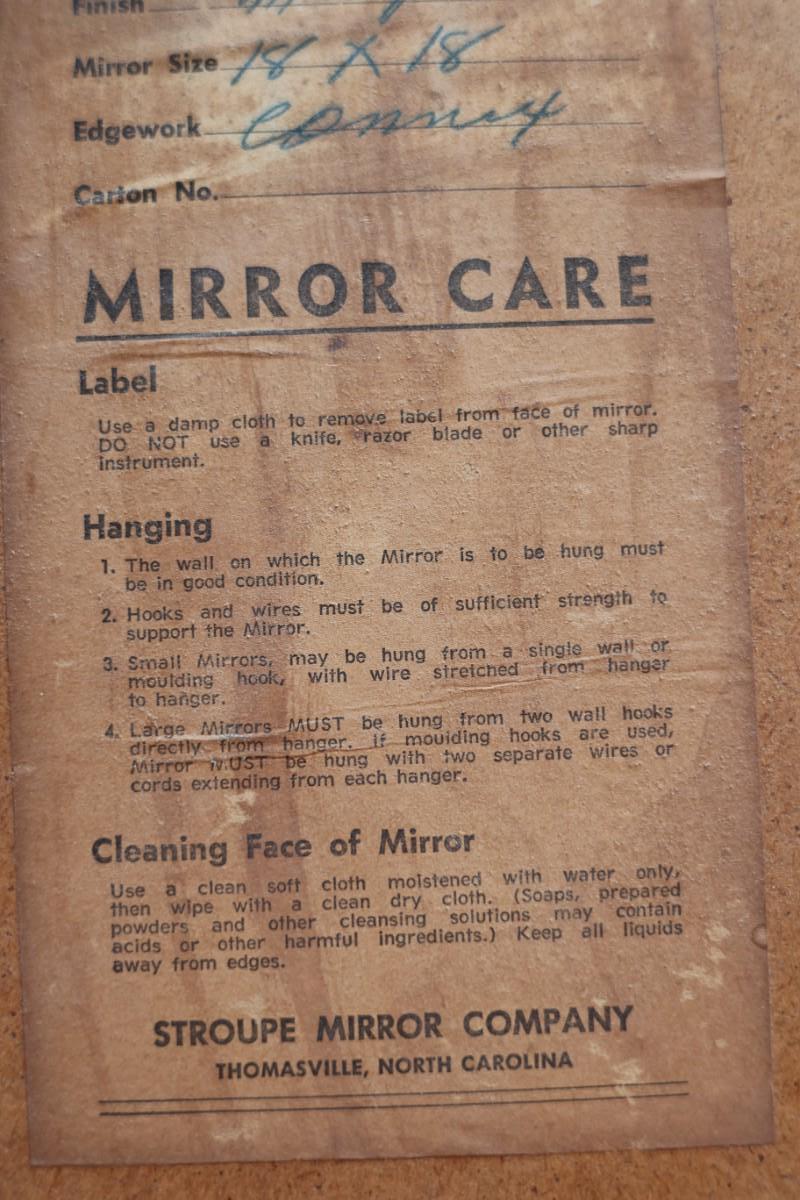 Finish
Mirror Size 18 X 18
Edgework Convex
Carton No.
MIRROR CARE
Label
Use a damp cloth to remove label from face of mirror.
DO NOT use a knife, razor blade or other sharp
instrument.
Hanging
1. The wall on which the Mirror is to be hung must
be in good condition.
2. Hooks and wires must be of sufficient strength to
support the Mirror.
3. Small Mirrors, may be hung from a single wall or
moulding hook, with wire stretched from hanger
to hanger.
4. Large Mirrors MUST be hung from two wall hooks
directly from hanger. If moulding hooks are used,
Mirror MUST be hung with two separate wires or
cords extending from each hanger.
Cleaning Face of Mirror
Use a clean soft cloth moistened with water only,
then wipe with a clean dry cloth. (Soaps, prepared
powders and other cleansing solutions may contain
acids or other harmful ingredients.) Keep all liquids
away from edges.
STROUPE MIRROR COMPANY
THOMASVILLE, NORTH CAROLINA